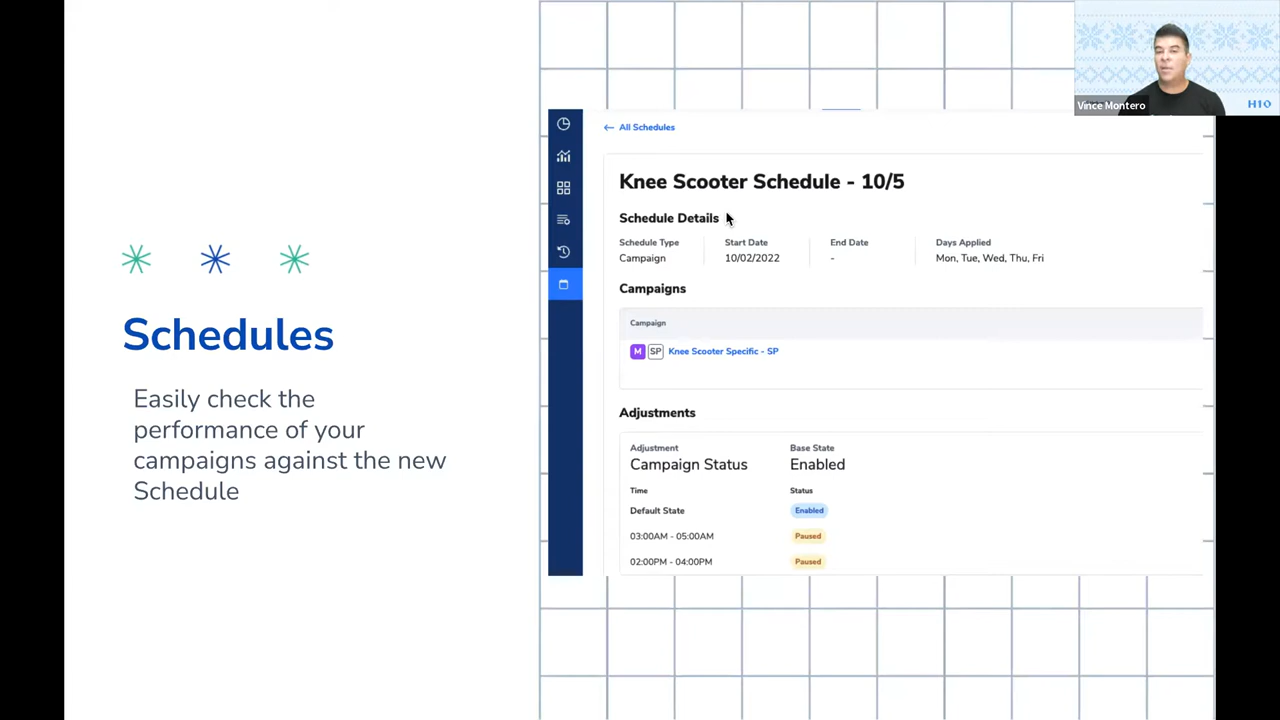 Vince Montero
H10
← All Schedules
Knee Scooter Schedule - 10/5
Schedule Details
Schedule Type Start Date End Date Days Applied
Campaign 10/02/2022 - Mon, Tue, Wed, Thu, Fri
Campaigns
Campaign
M SP Knee Scooter Specific - SP
Adjustments
Adjustment Base State
Campaign Status Enabled
Time Status
Default State Enabled
03:00AM - 05:00AM Paused
02:00PM - 04:00PM Paused
Schedules
Easily check the
performance of your
campaigns against the new
Schedule